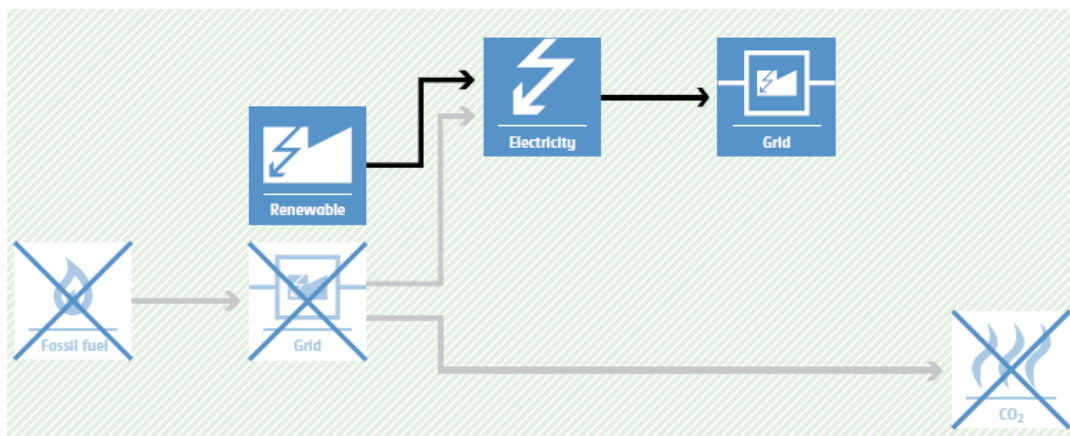 Electricity
Grid
Renewable
Fossil fuel
Grid
CO₂